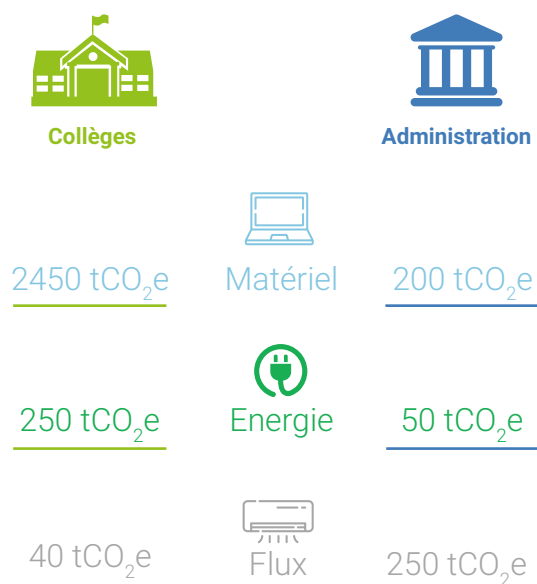 Collèges Administration
2450 tCO₂e Matériel 200 tCO₂e
250 tCO₂e Energie 50 tCO₂e
40 tCO₂e Flux 250 tCO₂e